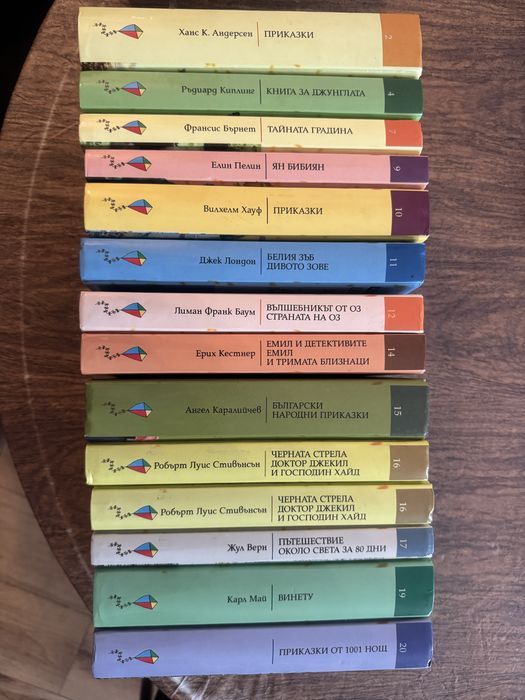 Ханс К. Андерсен ПРИКАЗКИ 2
Ръдиард Киплинг КНИГА ЗА ДЖУНГЛАТА 4
Франсис Бърнет ТАЙНАТА ГРАДИНА 7
Елин Пелин ЯН БИБИЯН 9
Вилхелм Хауф ПРИКАЗКИ 10
Джек Лондон БЕЛИЯ ЗЪБ
ДИВОТО ЗОВЕ 11
Лиман Франк Баум ВЪЛШЕБНИКЪТ ОТ ОЗ
СТРАНАТА НА ОЗ 12
Ерих Кестнер ЕМИЛ И ДЕТЕКТИВИТЕ
ЕМИЛ
И ТРИМАТА БЛИЗНАЦИ 14
Ангел Каралийчев БЪЛГАРСКИ
НАРОДНИ ПРИКАЗКИ 15
Робърт Луис Стивънсън ЧЕРНАТА СТРЕЛА
ДОКТОР ДЖЕКИЛ
И ГОСПОДИН ХАЙД 16
Робърт Луис Стивънсън ЧЕРНАТА СТРЕЛА
ДОКТОР ДЖЕКИЛ
И ГОСПОДИН ХАЙД 16
Жул Верн ПЪТЕШЕСТВИЕ
ОКОЛО СВЕТА ЗА 80 ДНИ 17
Карл Май ВИНЕТУ 19
ПРИКАЗКИ ОТ 1001 НОЩ 20